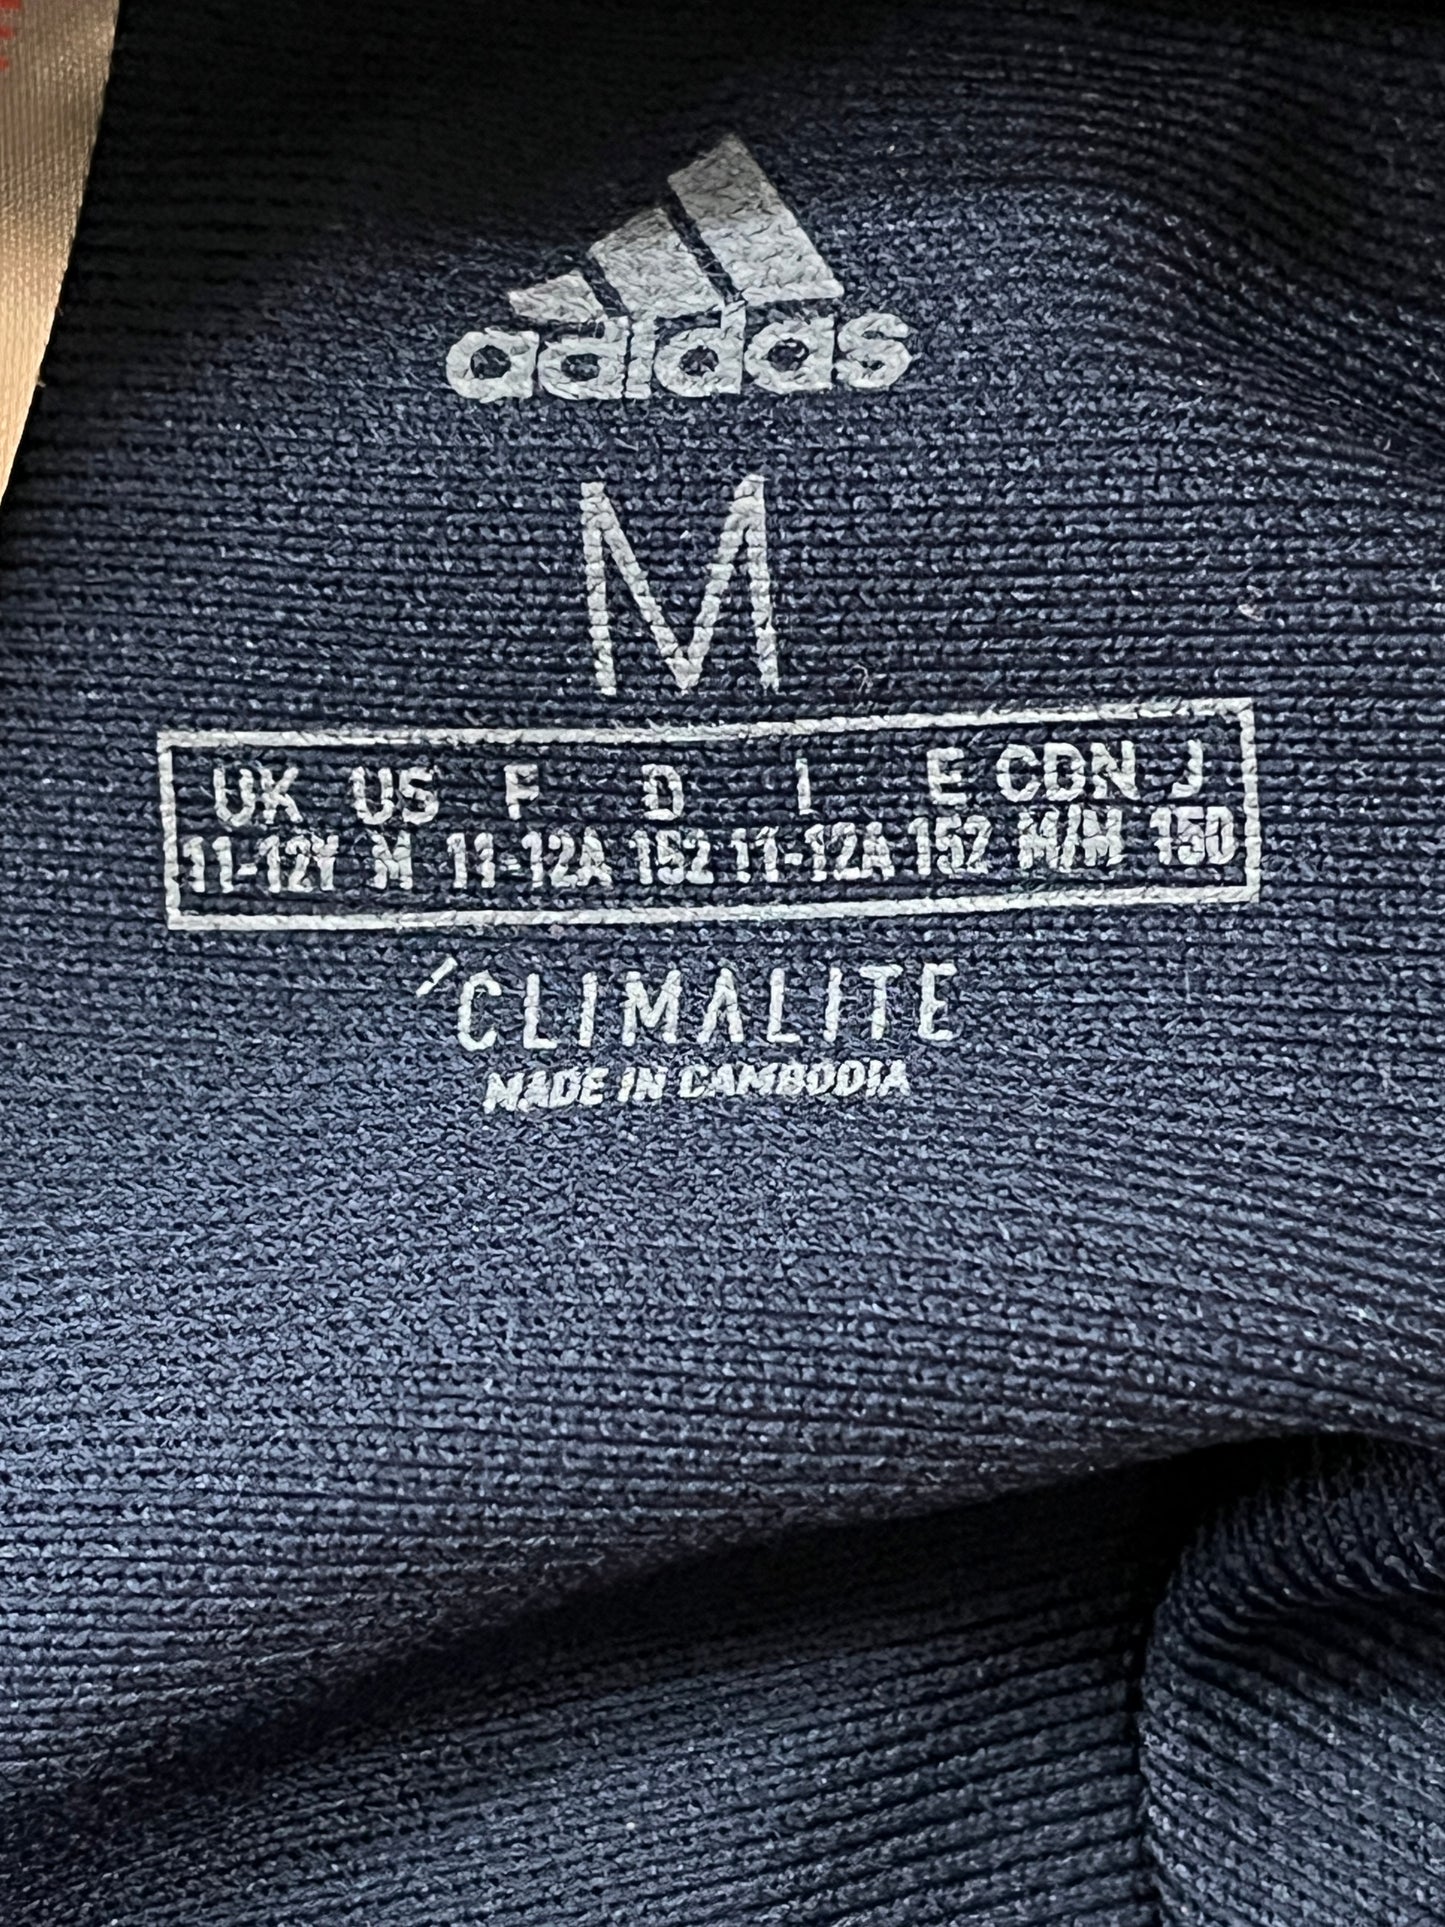 adidas
M
UK US F D I E CDN J
11-12Y M 11-12A 152 11-12A 152 M/M 150
'CLIMALITE
MADE IN CAMBODIA